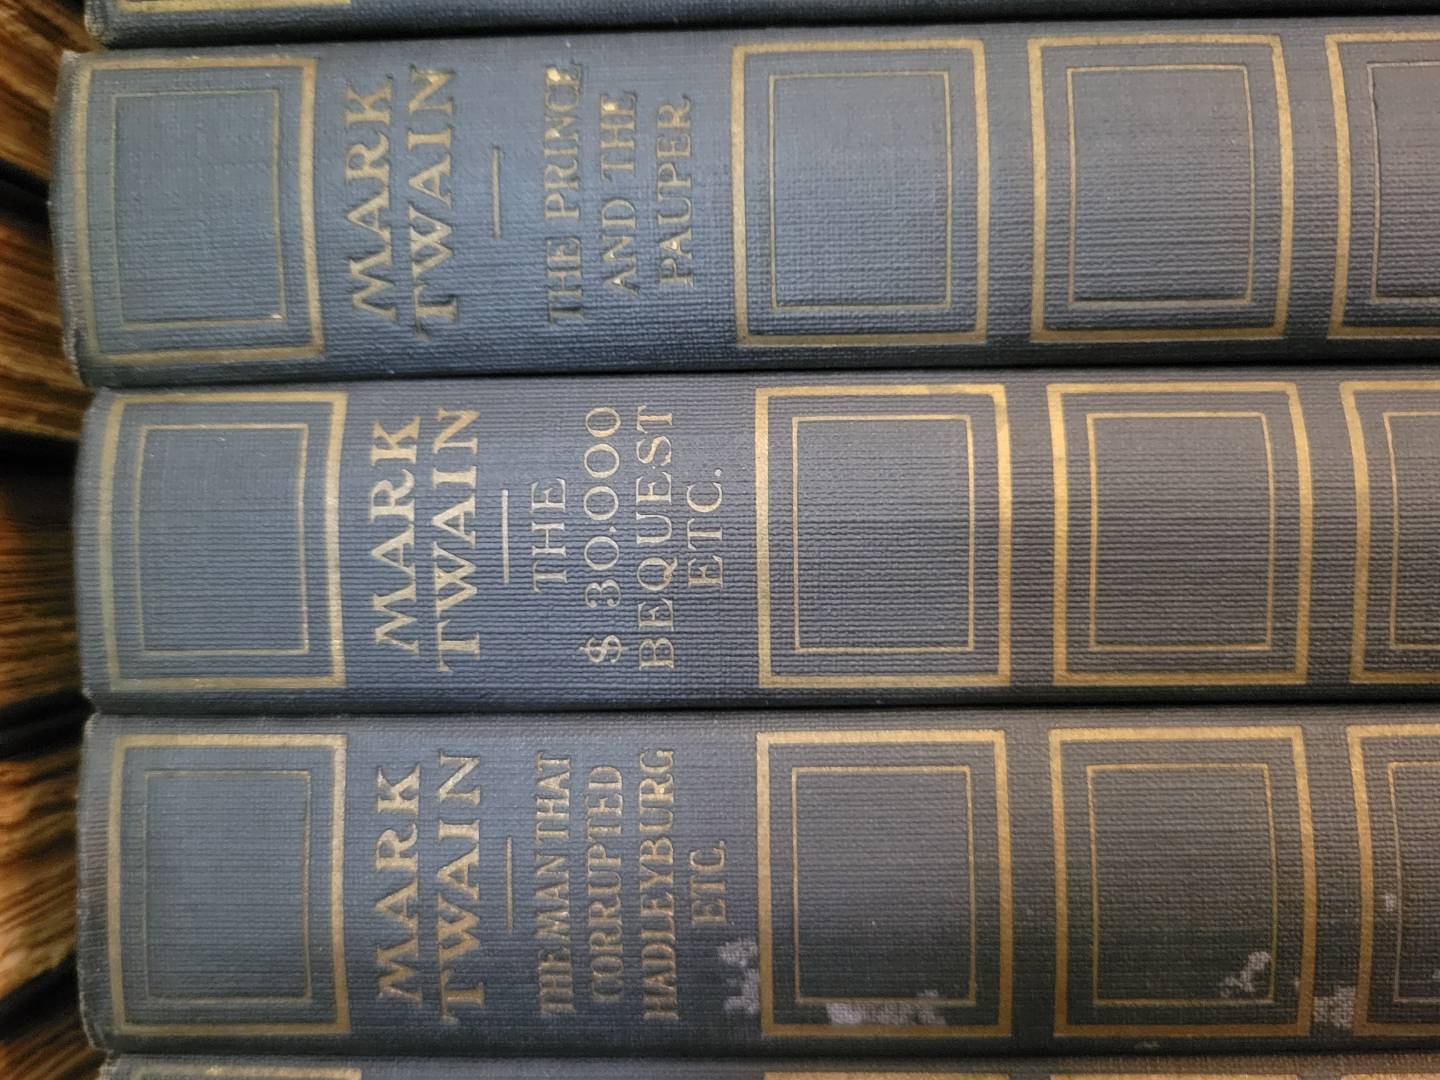 MARK
TWAIN
THE PRINCE
AND THE
PAUPER
MARK
TWAIN
THE
$ 30.000
BEQUEST
ETC.
MARK
TWAIN
THE MAN THAT
CORRUPTED
HADLEYBURG
ETC.